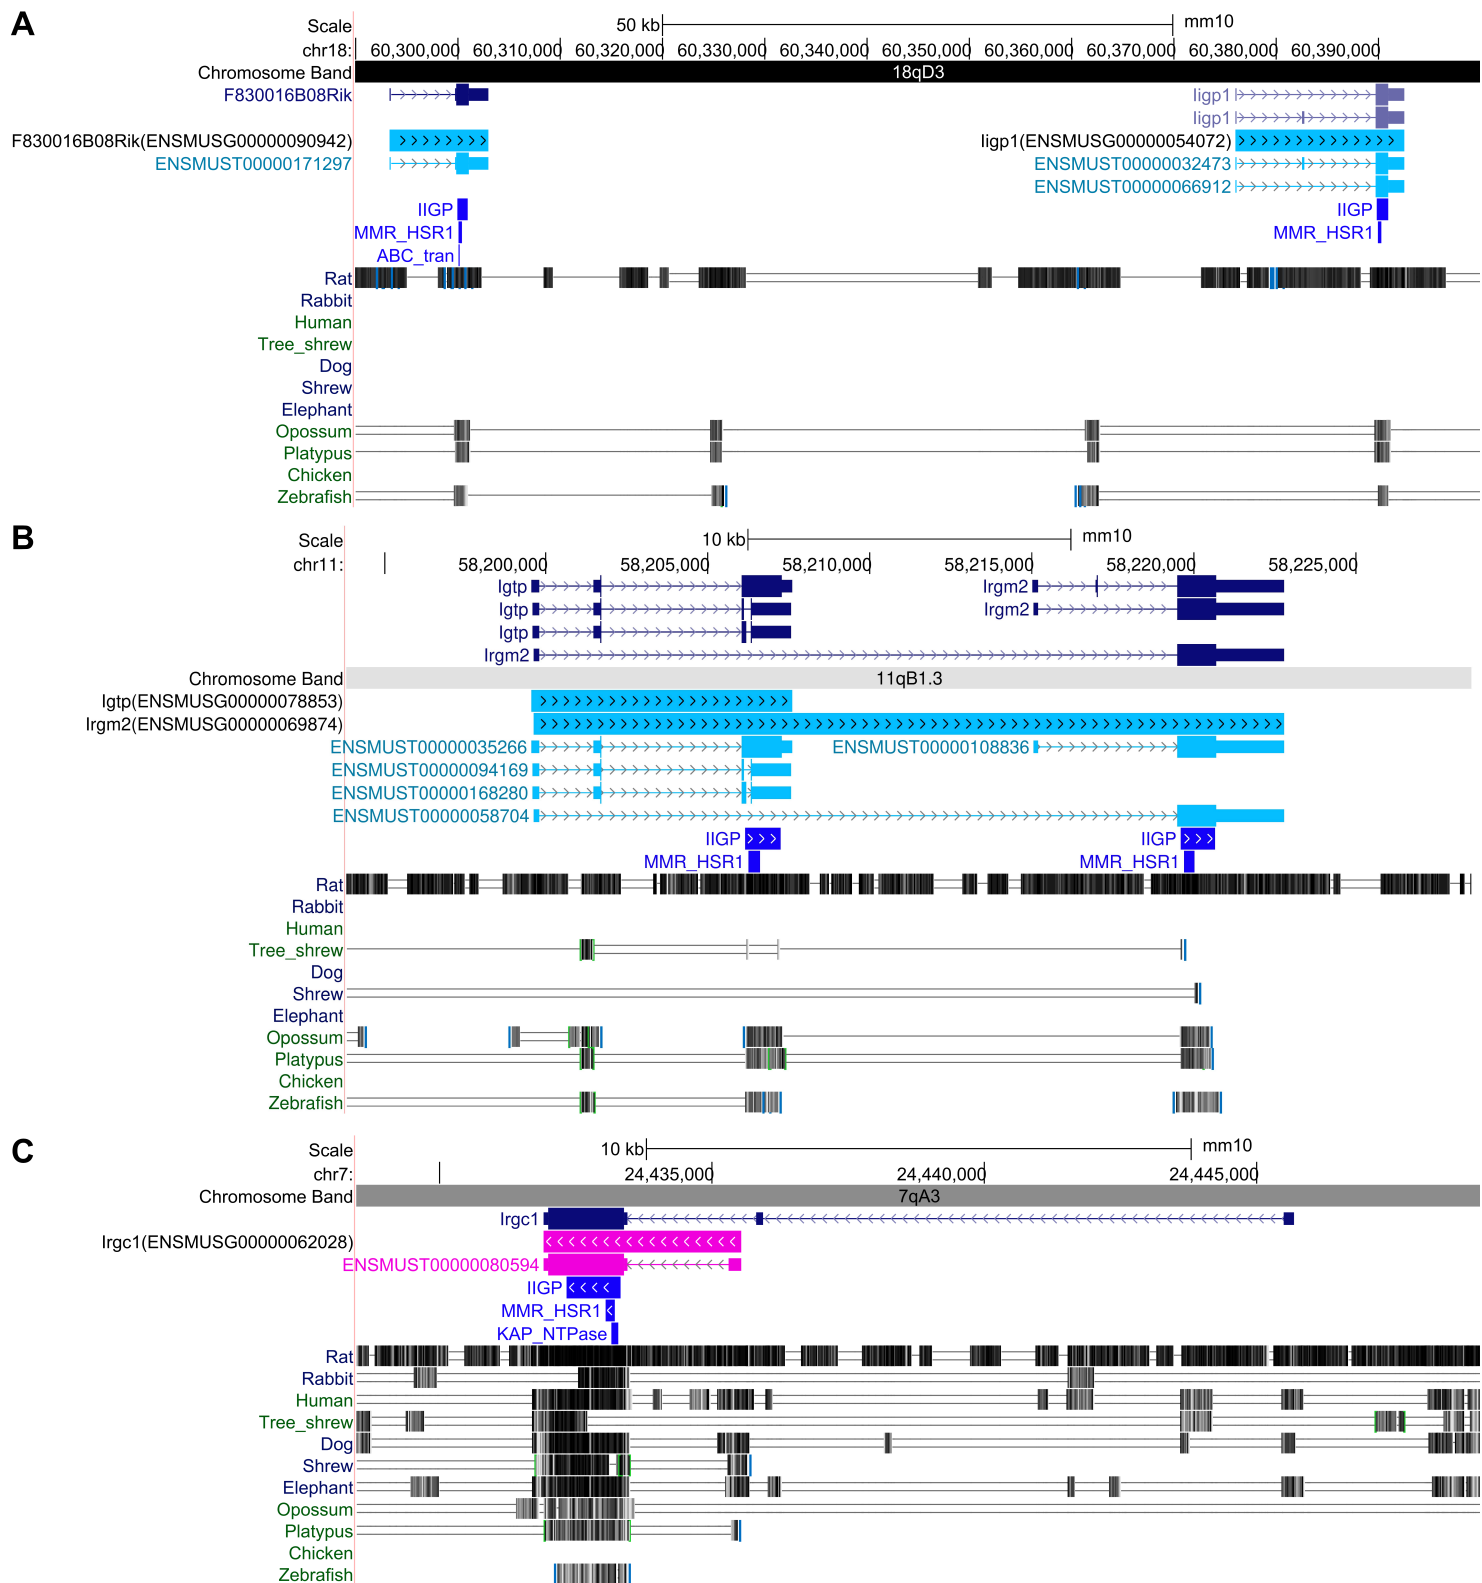 A
Scale 50 kb mm10
chr18: 60,300,000 60,310,000 60,320,000 60,330,000 60,340,000 60,350,000 60,360,000 60,370,000 60,380,000 60,390,000
Chromosome Band 18qD3
F830016B08Rik Iigp1
Iigp1
F830016B08Rik(ENSMUSG00000090942) Iigp1(ENSMUSG00000054072)
ENSMUST00000171297 ENSMUST00000032473
ENSMUST00000066912
IIGP IIGP
MMR_HSR1 MMR_HSR1
ABC_tran
Rat
Rabbit
Human
Tree_shrew
Dog
Shrew
Elephant
Opossum
Platypus
Chicken
Zebrafish
B
Scale 10 kb mm10
chr11: 58,200,000 58,205,000 58,210,000 58,215,000 58,220,000 58,225,000
Igtp Irgm2
Igtp Irgm2
Igtp
Irgm2
Chromosome Band 11qB1.3
Igtp(ENSMUSG00000078853)
Irgm2(ENSMUSG00000069874)
ENSMUST00000035266 ENSMUST00000108836
ENSMUST00000094169
ENSMUST00000168280
ENSMUST00000058704
IIGP IIGP
MMR_HSR1 MMR_HSR1
Rat
Rabbit
Human
Tree_shrew
Dog
Shrew
Elephant
Opossum
Platypus
Chicken
Zebrafish
C
Scale 10 kb mm10
chr7: 24,435,000 24,440,000 24,445,000
Chromosome Band 7qA3
Irgc1
Irgc1(ENSMUSG00000062028)
ENSMUST00000080594
IIGP
MMR_HSR1
KAP_NTPase
Rat
Rabbit
Human
Tree_shrew
Dog
Shrew
Elephant
Opossum
Platypus
Chicken
Zebrafish